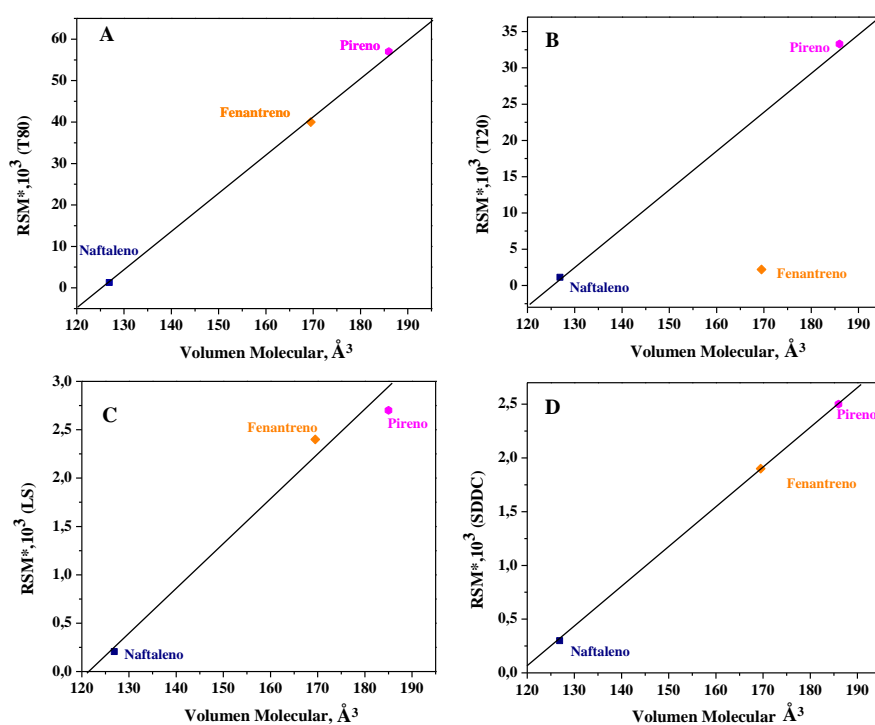 A
RSM*,10³ (T80)
60
50
40
30
20
10
0
Pireno
Fenantreno
Naftaleno
120 130 140 150 160 170 180 190
Volumen Molecular, Å³
B
RSM*,10³ (T20)
35
30
25
20
15
10
5
0
Pireno
Fenantreno
Naftaleno
120 130 140 150 160 170 180 190
Volumen Molecular, Å³
C
RSM*,10³ (LS)
3,0
2,5
2,0
1,5
1,0
0,5
0,0
Fenantreno
Pireno
Naftaleno
120 130 140 150 160 170 180 190
Volumen Molecular, Å³
D
RSM*,10³ (SDDC)
2,5
2,0
1,5
1,0
0,5
0,0
Pireno
Fenantreno
Naftaleno
120 130 140 150 160 170 180 190
Volumen Molecular Å³